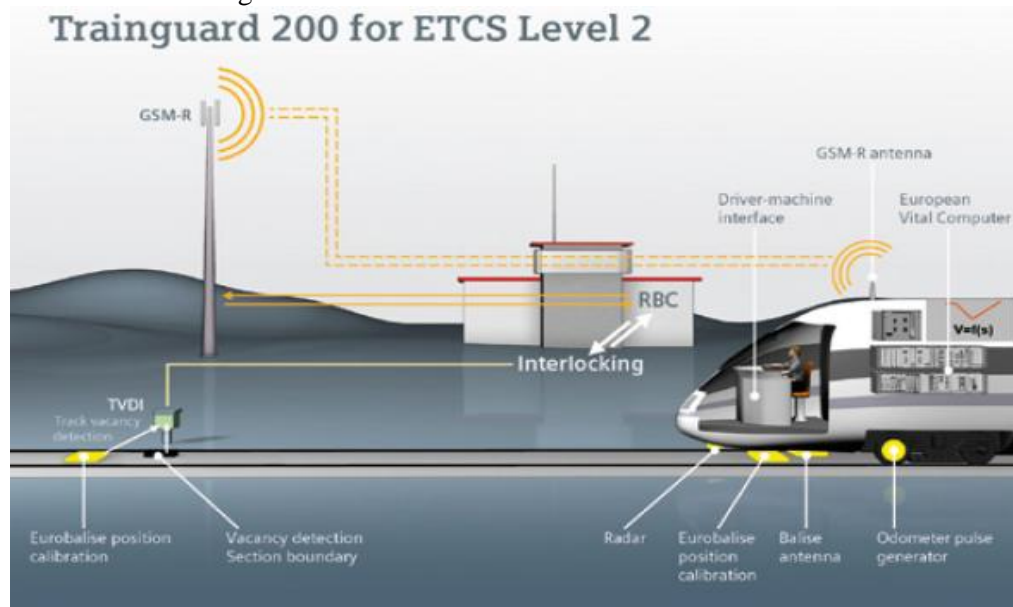 Trainguard 200 for ETCS Level 2
GSM-R
GSM-R antenna
Driver-machine
interface
European
Vital Computer
RBC
V=f(s)
Interlocking
TVDI
Track vacancy
detection
Eurobalise position
calibration
Vacancy detection
Section boundary
Radar
Eurobalise
position
calibration
Balise
antenna
Odometer pulse
generator